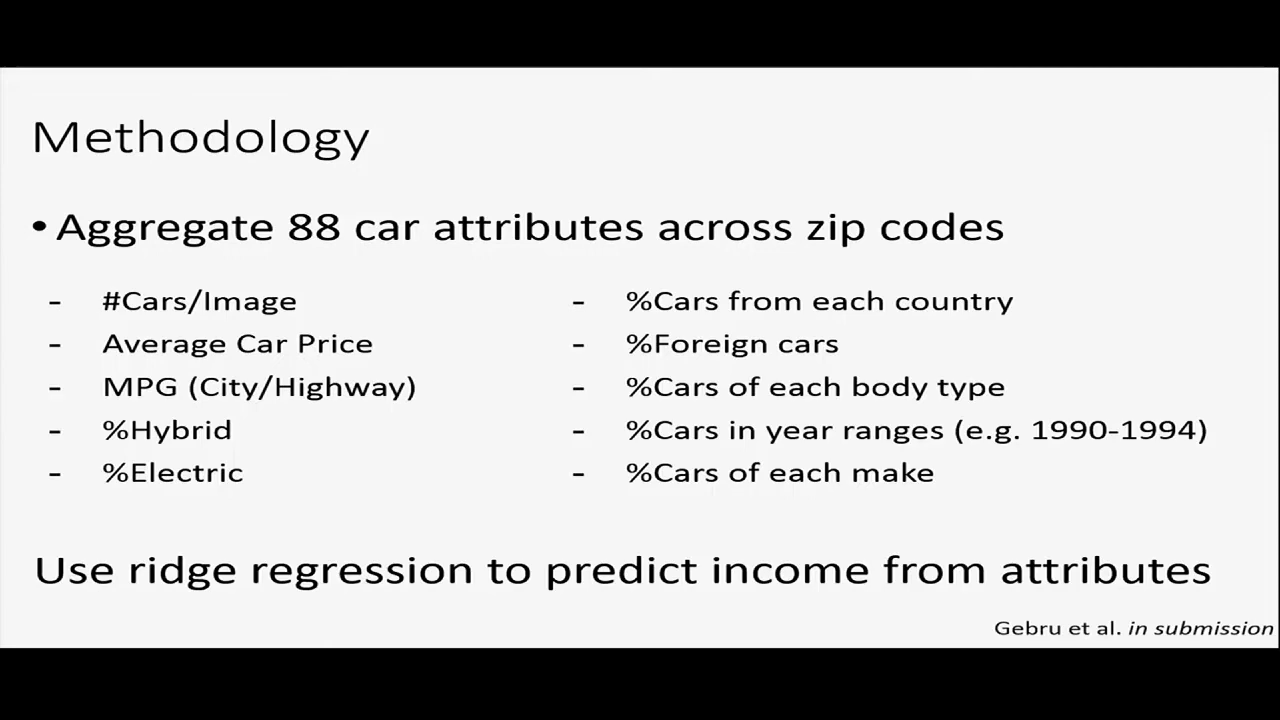 Methodology
• Aggregate 88 car attributes across zip codes
- #Cars/Image
- Average Car Price
- MPG (City/Highway)
- %Hybrid
- %Electric
- %Cars from each country
- %Foreign cars
- %Cars of each body type
- %Cars in year ranges (e.g. 1990-1994)
- %Cars of each make
Use ridge regression to predict income from attributes
Gebru et al. in submission